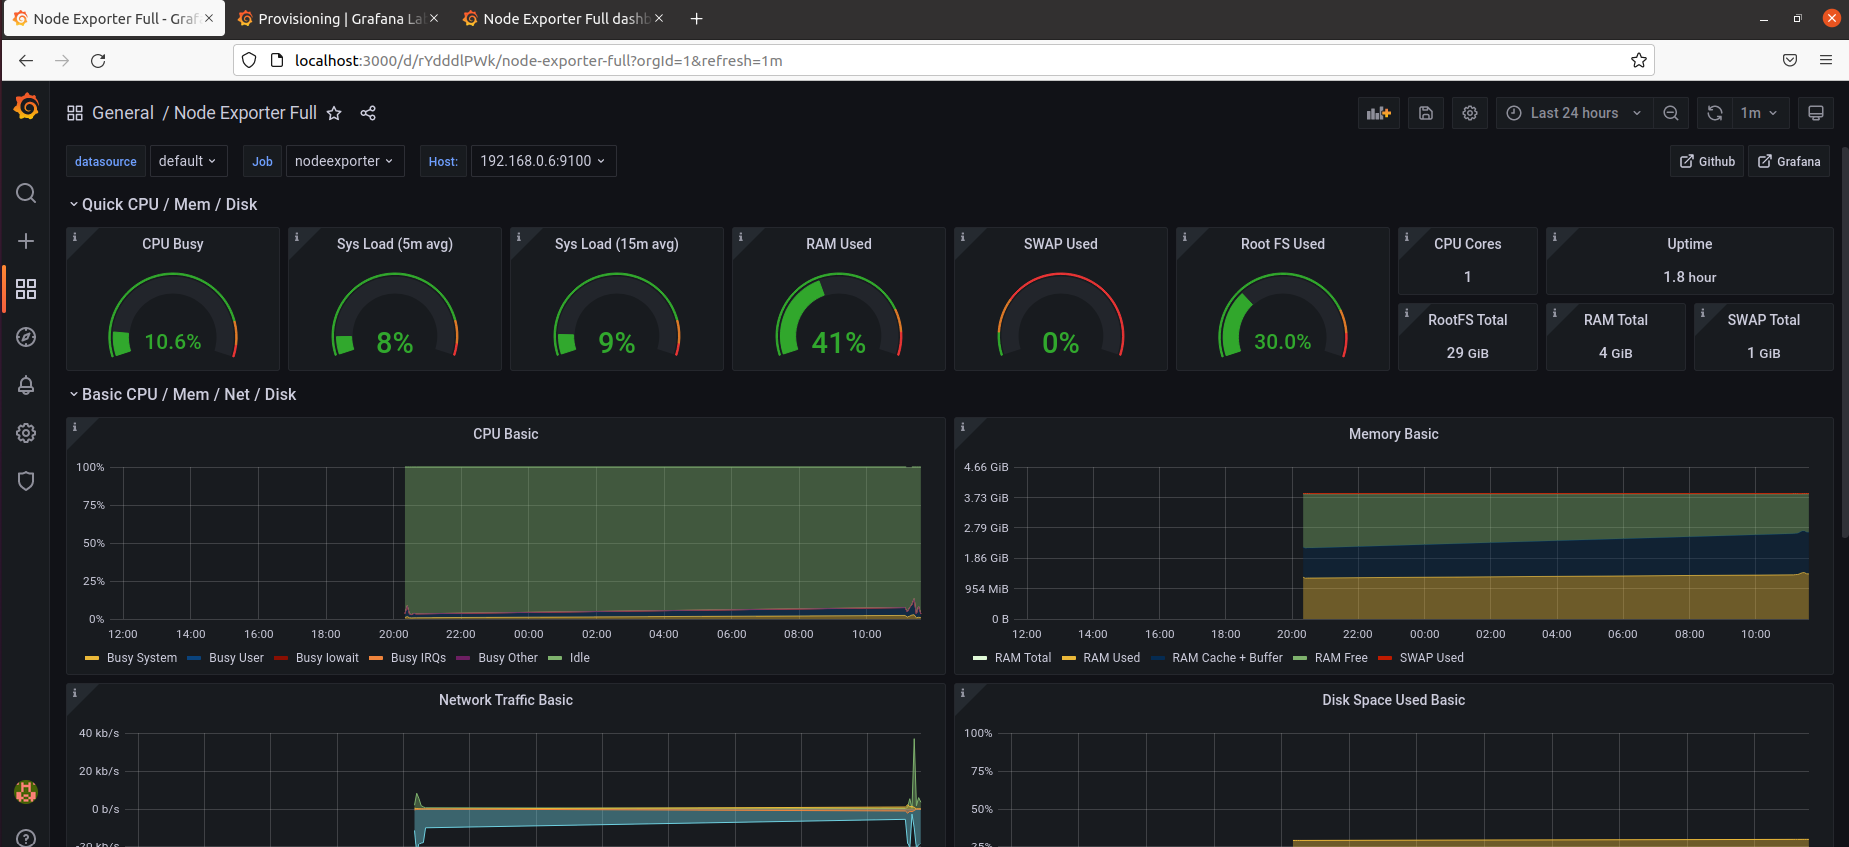 Node Exporter Full - Graf
Provisioning | Grafana La
Node Exporter Full dashb
localhost:3000/d/rYdddlPWk/node-exporter-full?orgId=1&refresh=1m
General / Node Exporter Full
Last 24 hours
1m
datasource default Job nodeexporter Host: 192.168.0.6:9100
Github Grafana
Quick CPU / Mem / Disk
CPU Busy
10.6%
Sys Load (5m avg)
8%
Sys Load (15m avg)
9%
RAM Used
41%
SWAP Used
0%
Root FS Used
30.0%
CPU Cores
1
Uptime
1.8 hour
RootFS Total
29 GiB
RAM Total
4 GiB
SWAP Total
1 GiB
Basic CPU / Mem / Net / Disk
CPU Basic
100%
75%
50%
25%
0%
12:00 14:00 16:00 18:00 20:00 22:00 00:00 02:00 04:00 06:00 08:00 10:00
Busy System Busy User Busy Iowait Busy IRQs Busy Other Idle
Memory Basic
4.66 GiB
3.73 GiB
2.79 GiB
1.86 GiB
954 MiB
0 B
12:00 14:00 16:00 18:00 20:00 22:00 00:00 02:00 04:00 06:00 08:00 10:00
RAM Total RAM Used RAM Cache + Buffer RAM Free SWAP Used
Network Traffic Basic
40 kb/s
20 kb/s
0 b/s
-20 kb/s
Disk Space Used Basic
100%
75%
50%
25%